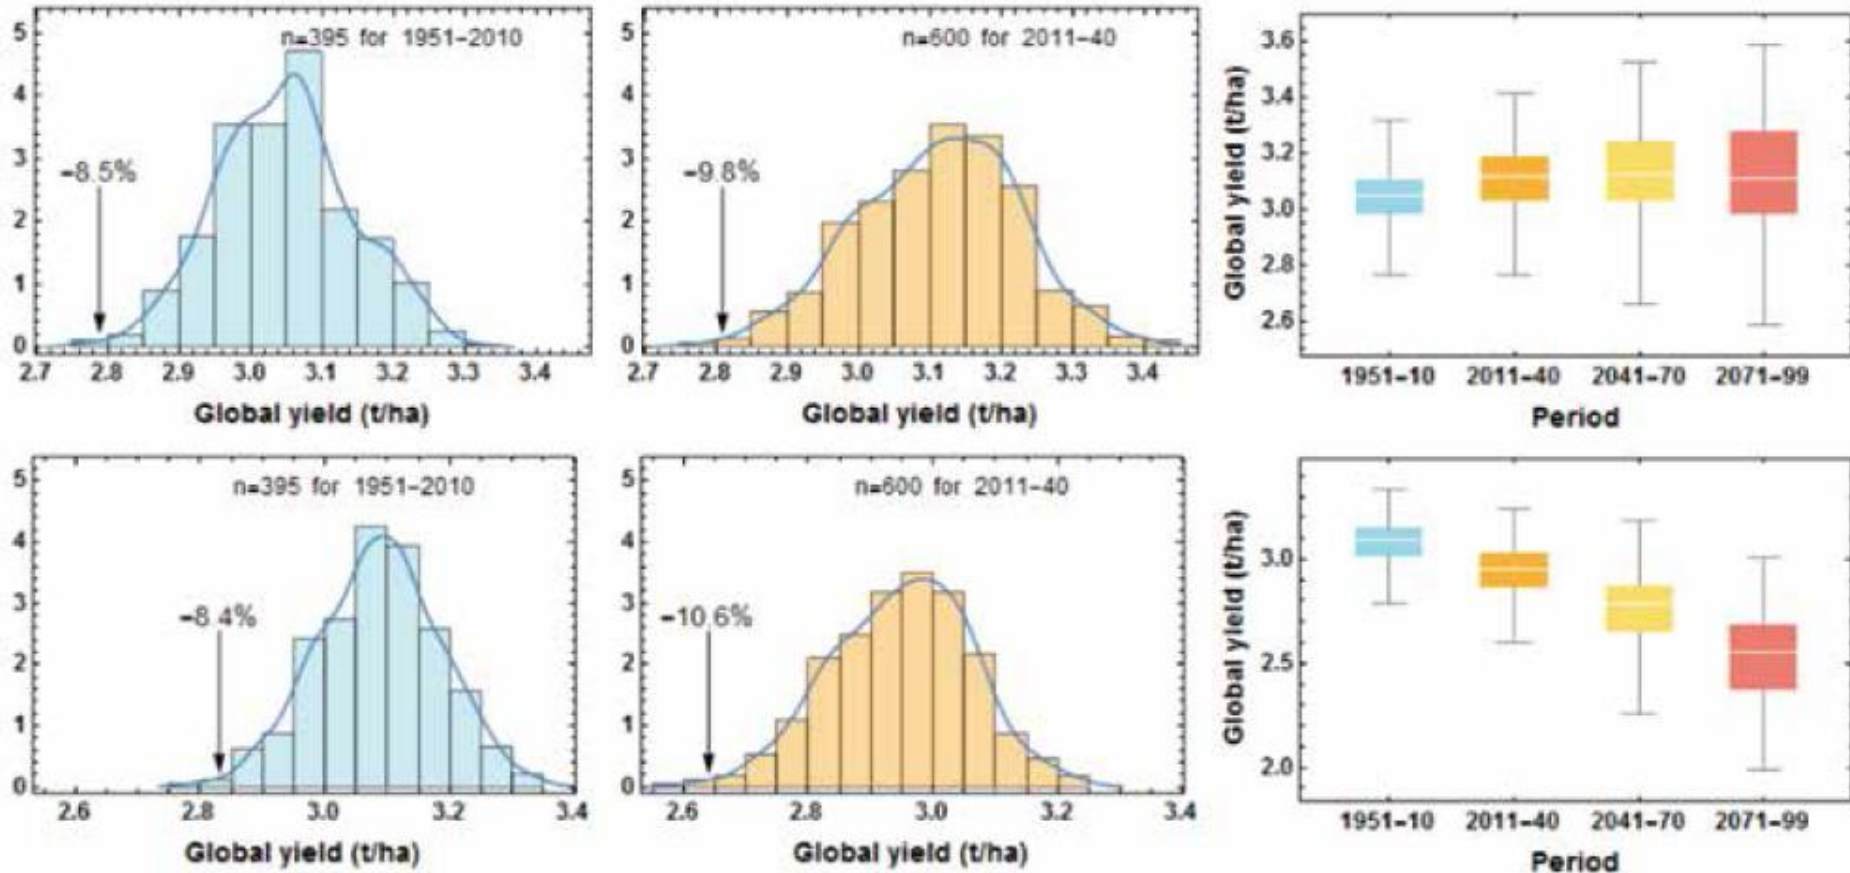 n=395 for 1951-2010
-8.5%
5
4
3
2
1
0
2.7 2.8 2.9 3.0 3.1 3.2 3.3 3.4
Global yield (t/ha)
n=600 for 2011-40
-9.8%
5
4
3
2
1
0
2.7 2.8 2.9 3.0 3.1 3.2 3.3 3.4
Global yield (t/ha)
Global yield (t/ha)
3.6
3.4
3.2
3.0
2.8
2.6
1951-10 2011-40 2041-70 2071-99
Period
n=395 for 1951-2010
-8.4%
5
4
3
2
1
0
2.6 2.8 3.0 3.2 3.4
Global yield (t/ha)
n=600 for 2011-40
-10.6%
5
4
3
2
1
0
2.6 2.8 3.0 3.2 3.4
Global yield (t/ha)
Global yield (t/ha)
3.0
2.5
2.0
1951-10 2011-40 2041-70 2071-99
Period